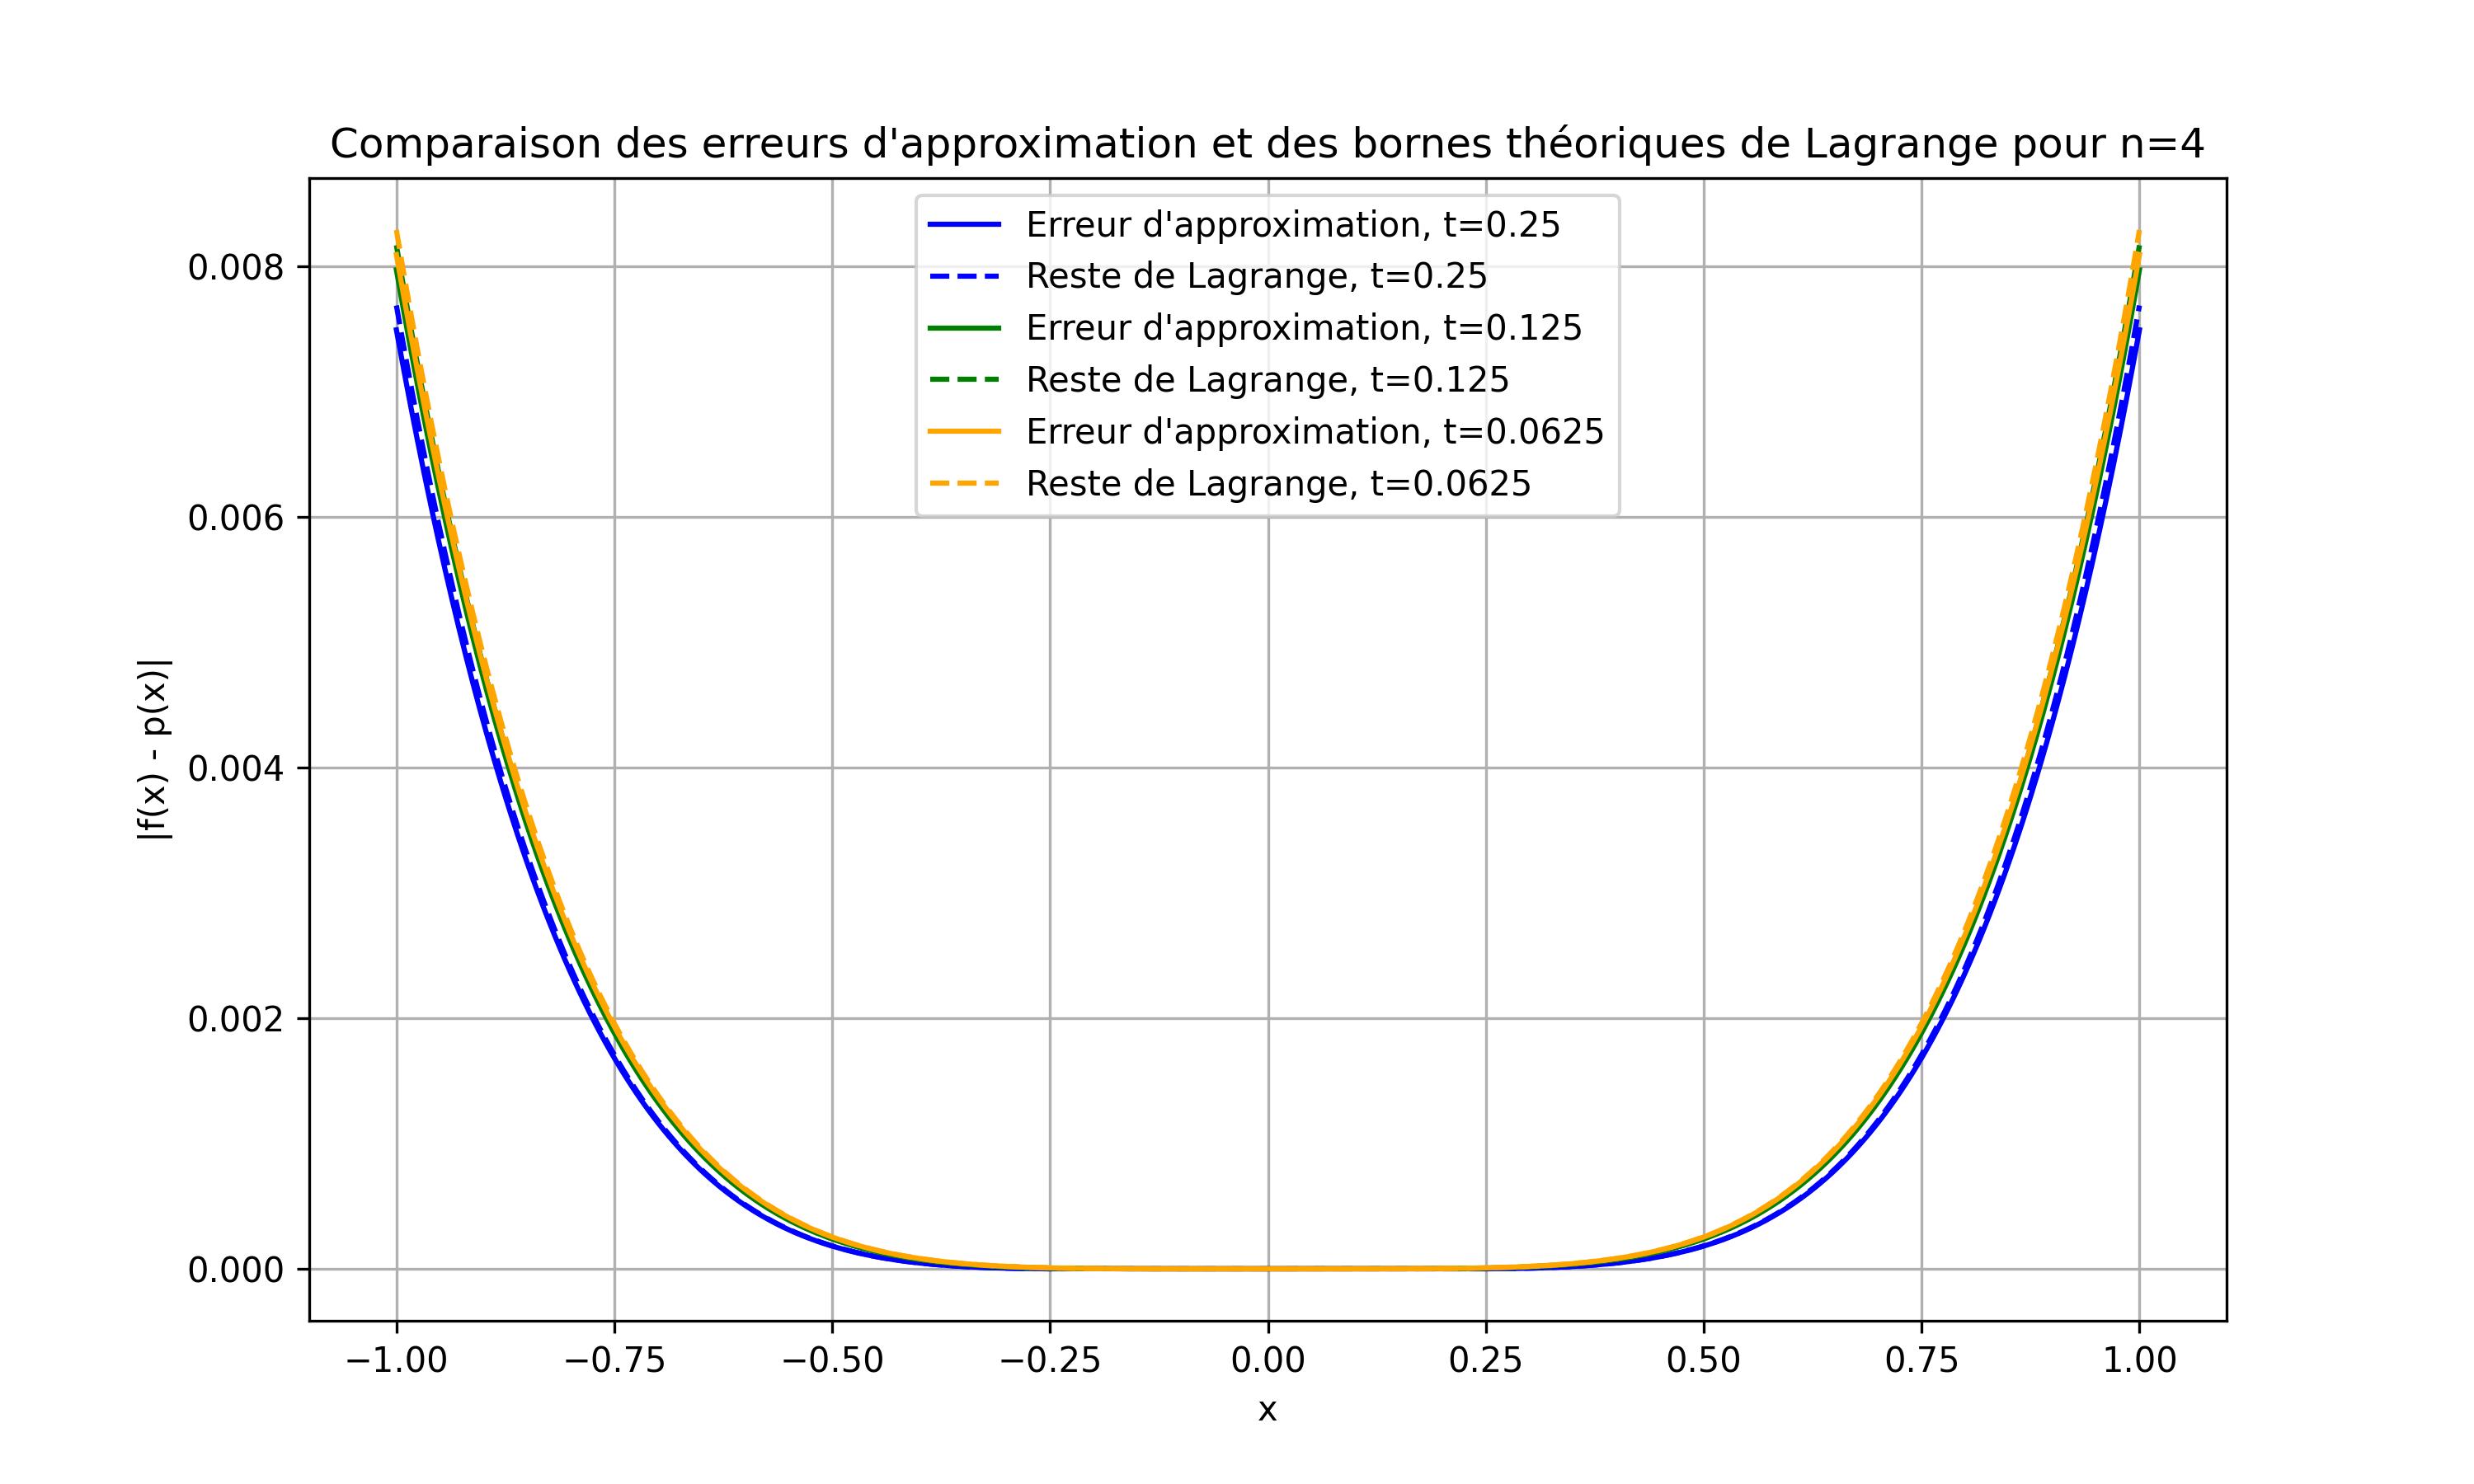 Comparaison des erreurs d'approximation et des bornes théoriques de Lagrange pour n=4
Erreur d'approximation, t=0.25
Reste de Lagrange, t=0.25
Erreur d'approximation, t=0.125
Reste de Lagrange, t=0.125
Erreur d'approximation, t=0.0625
Reste de Lagrange, t=0.0625
|f(x) - p(x)|
0.008
0.006
0.004
0.002
0.000
−1.00 −0.75 −0.50 −0.25 0.00 0.25 0.50 0.75 1.00
x